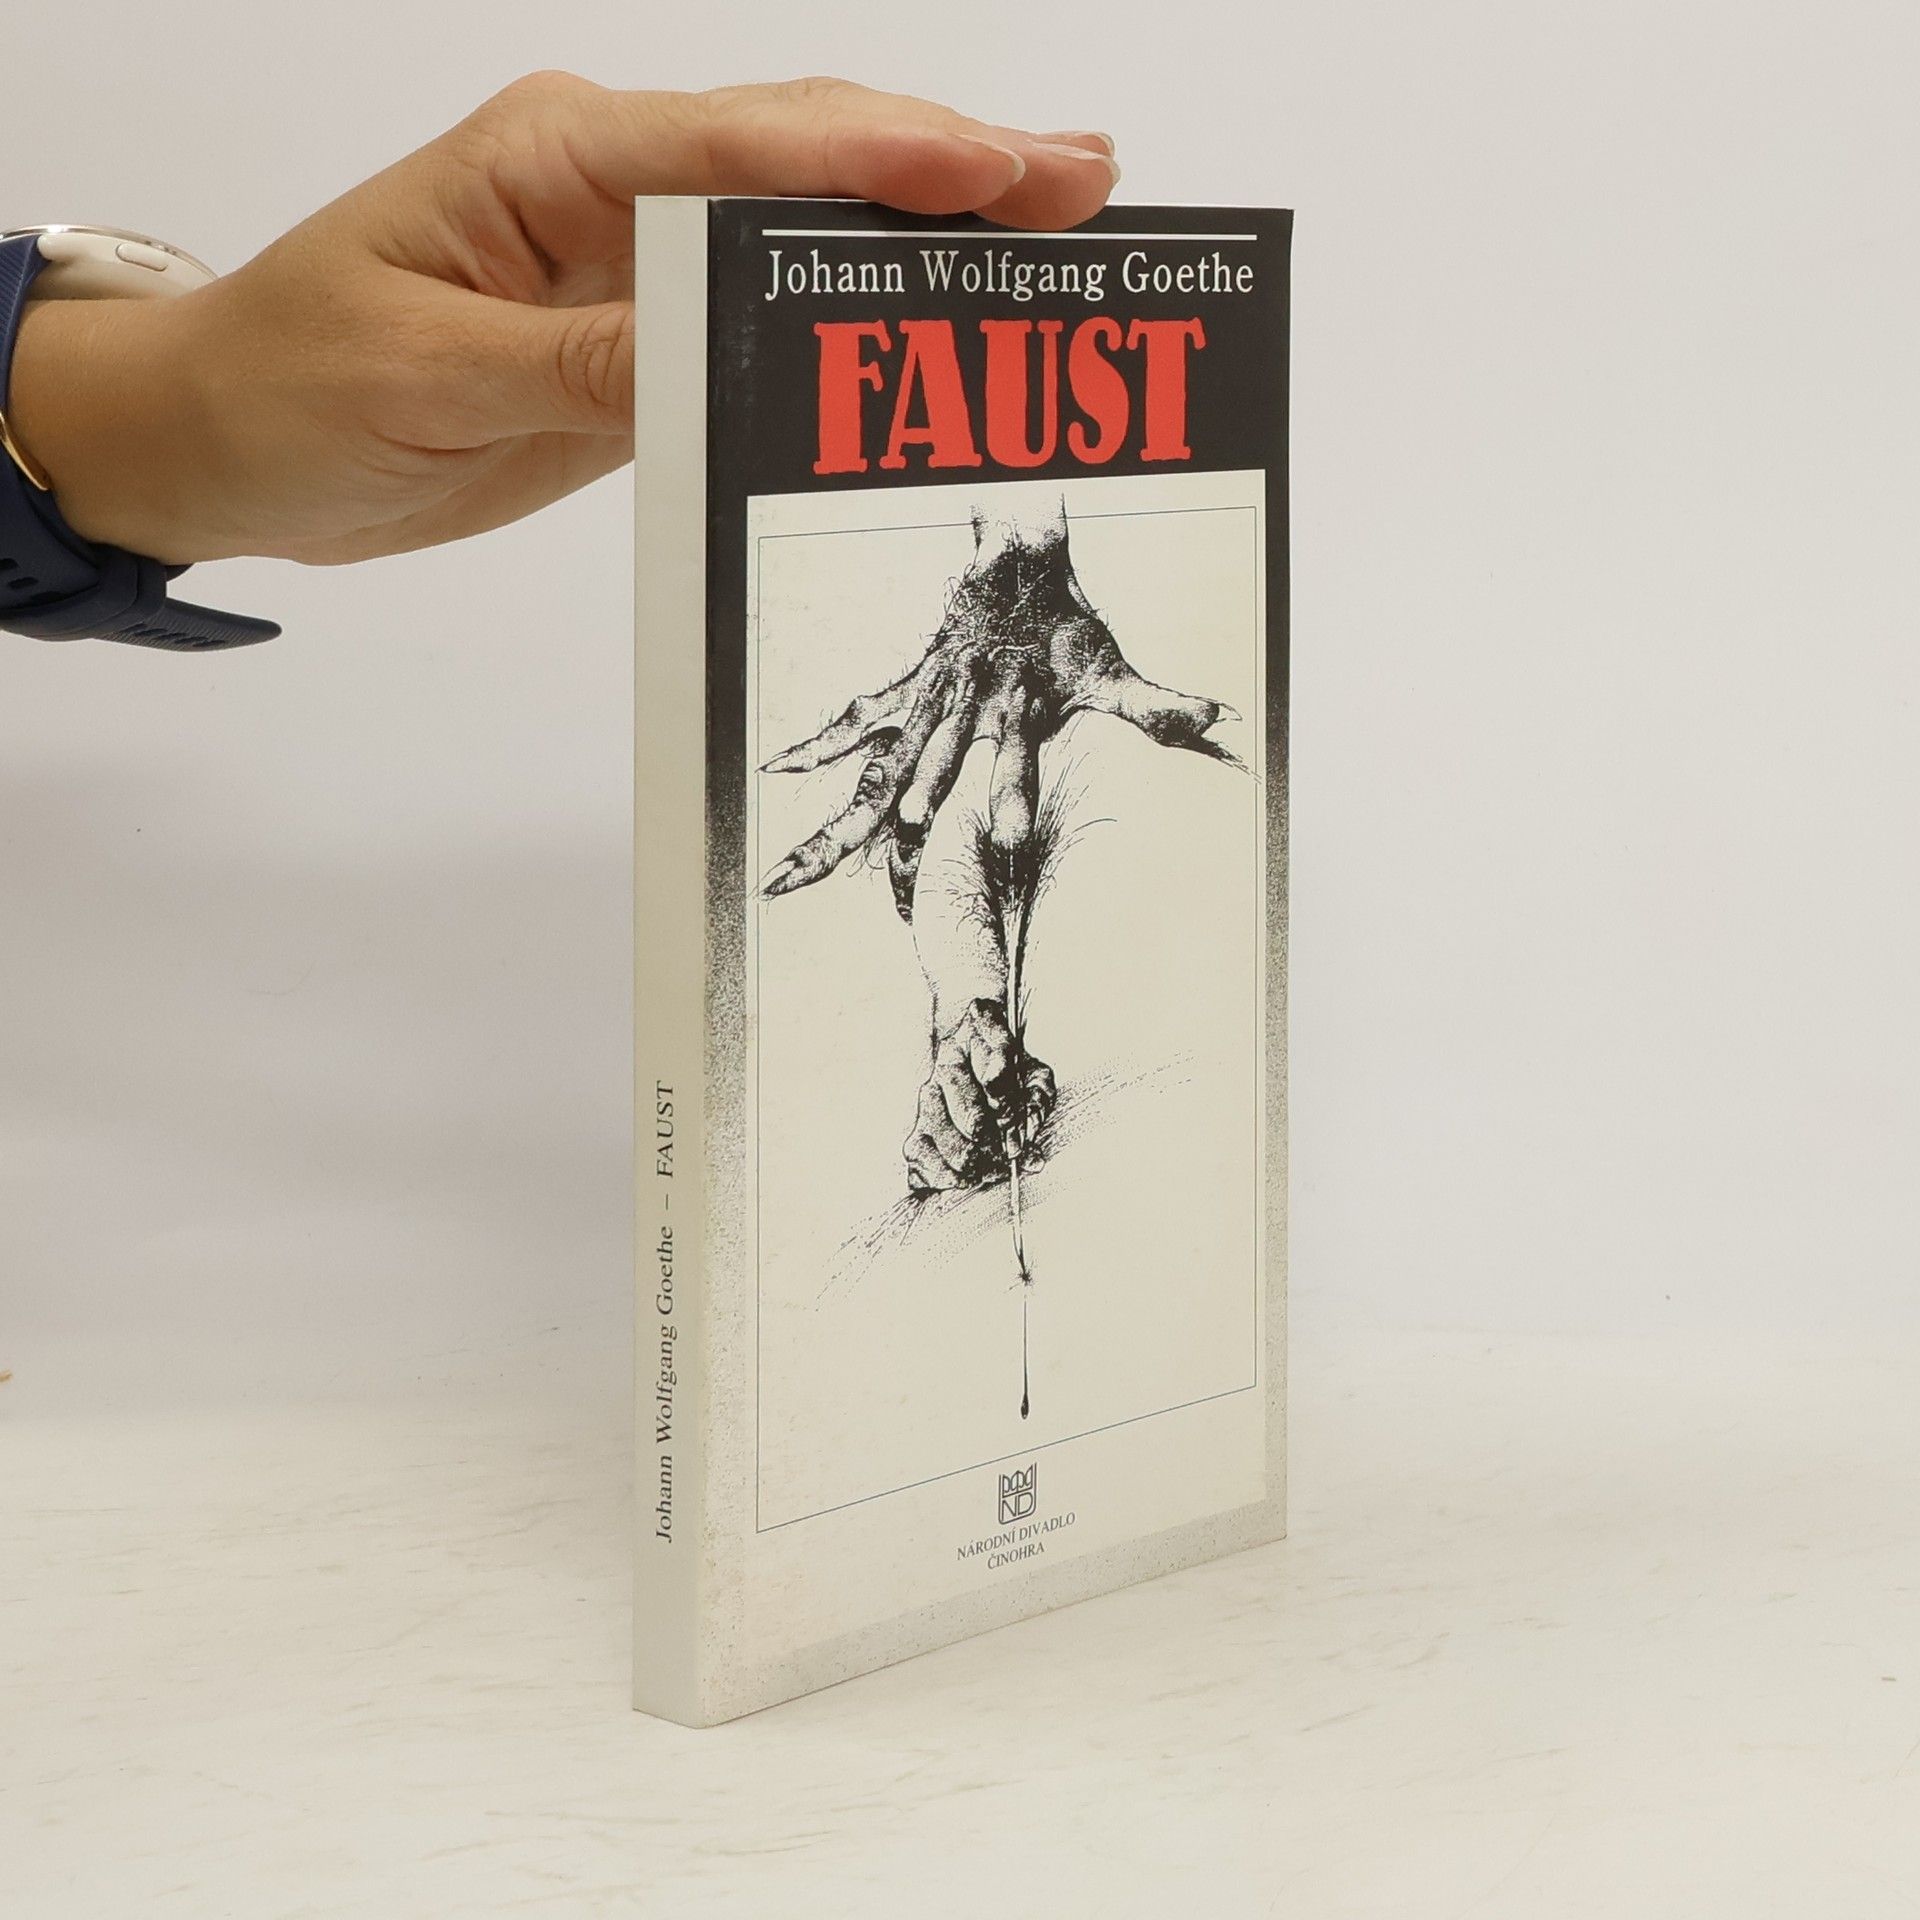 Johann Wolfgang Goethe
FAUST
ND
NÁRODNÍ DIVADLO
ČINOHRA
Johann Wolfgang Goethe – FAUST